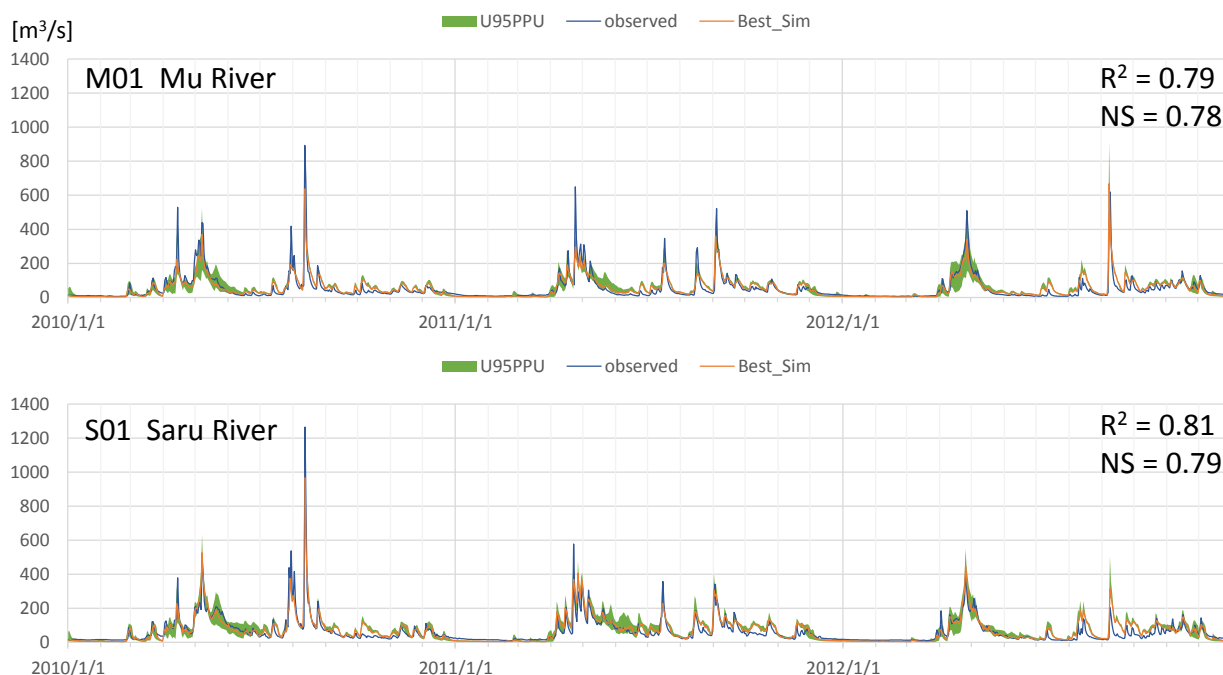 U95PPU observed Best_Sim
[m³/s]
1400
M01 Mu River
R² = 0.79
1200
NS = 0.78
1000
800
600
400
200
0
2010/1/1 2011/1/1 2012/1/1
U95PPU observed Best_Sim
1400
S01 Saru River
R² = 0.81
1200
NS = 0.79
1000
800
600
400
200
0
2010/1/1 2011/1/1 2012/1/1